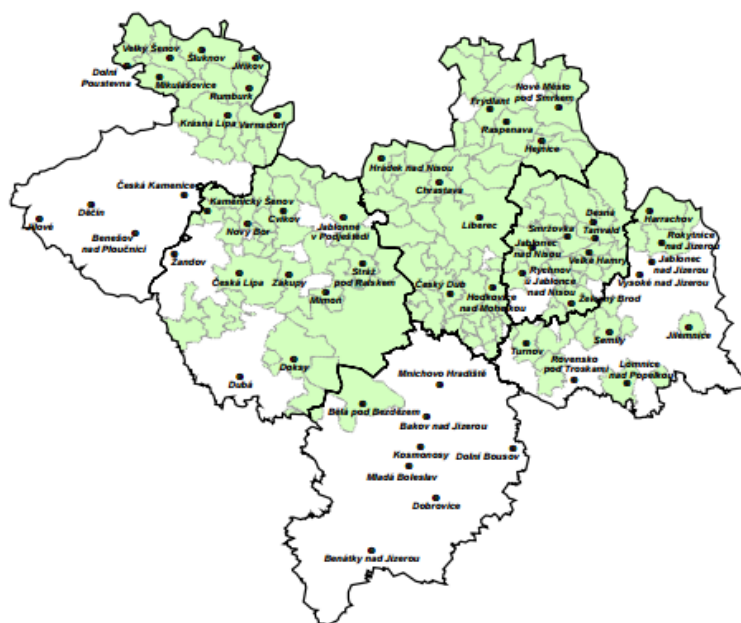 Velký Šenov
Šluknov
Jiříkov
Dolní
Poustevna
Mikulášovice
Rumburk
Krásná Lípa
Varnsdorf
Nové Město
pod Smrkem
Frýdlant
Raspenava
Hejnice
Hrádek nad Nisou
Chrastava
Česká Kamenice
Kamenický Šenov
Cvikov
Děčín
Jílové
Benešov
nad Ploučnicí
Nový Bor
Jablonné
v Podještědí
Liberec
Desná
Smržovka
Tanvald
Harrachov
Rokytnice
nad Jizerou
Jablonec
nad Nisou
Velké Hamry
Jablonec
nad Jizerou
Vysoké nad Jizerou
Žandov
Česká Lípa
Zákupy
Stráž
pod Ralskem
Mimoň
Český Dub
Hodkovice
nad Mohelkou
Rychnov
u Jablonce
nad Nisou
Železný Brod
Semily
Jilemnice
Turnov
Rovensko
pod Troskami
Lomnice
nad Popelkou
Doksy
Dubá
Mnichovo Hradiště
Bělá pod Bezdězem
Bakov nad Jizerou
Kosmonosy
Dolní Bousov
Mladá Boleslav
Dobrovice
Benátky nad Jizerou